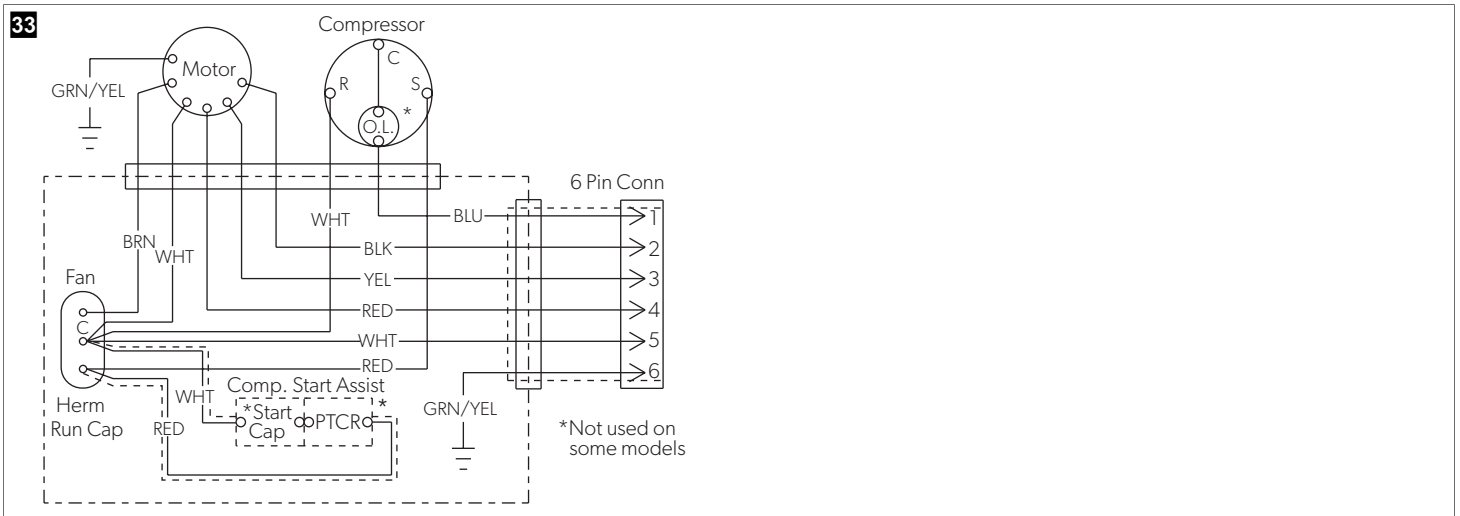 33
Compressor
Motor
C
R
S
*
O.L.
GRN/YEL
6 Pin Conn
WHT
BLU
1
BRN
WHT
BLK
2
Fan
YEL
3
C
RED
4
WHT
5
RED
6
Comp. Start Assist
WHT
*Start
Cap
PTCR
*
GRN/YEL
Herm
Run Cap
RED
*Not used on
some models